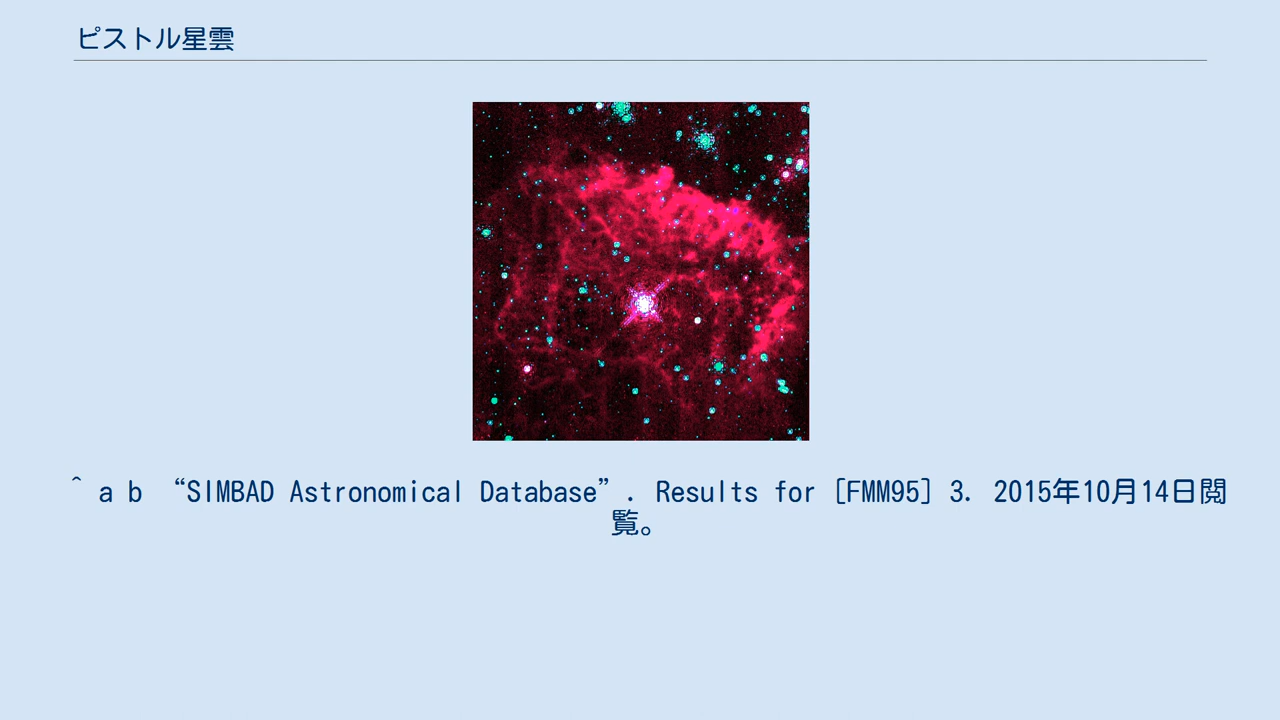 ピストル星雲
^ a b “SIMBAD Astronomical Database”. Results for [FMM95] 3. 2015年10月14日閲
覧。